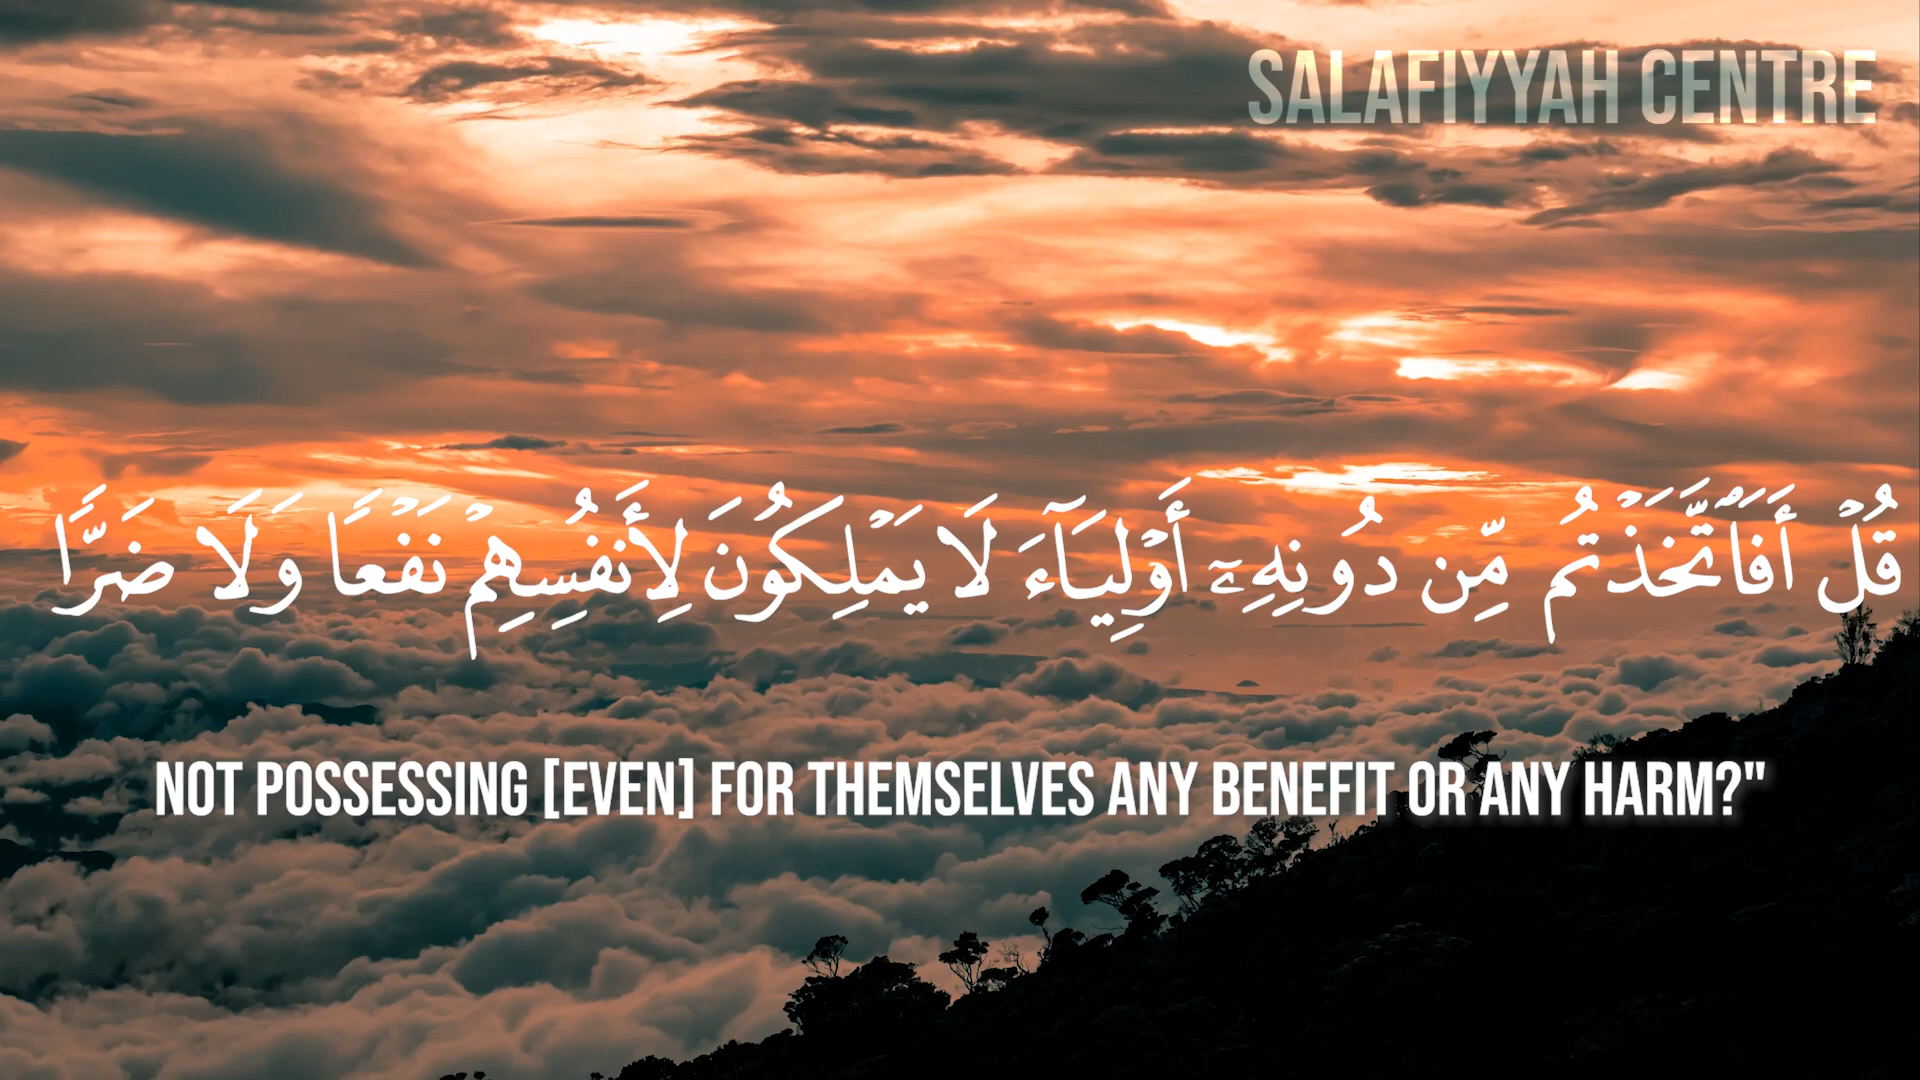 SALAFIYYAH CENTRE
قُلْ أَفَٱتَّخَذْتُم مِّن دُونِهِۦٓ أَوْلِيَآءَ لَا يَمْلِكُونَ لِأَنفُسِهِمْ نَفْعًا وَلَا ضَرًّا
NOT POSSESSING [EVEN] FOR THEMSELVES ANY BENEFIT OR ANY HARM?"